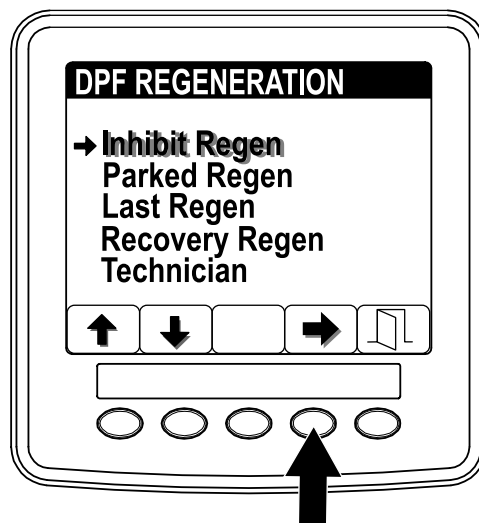 DPF REGENERATION
Inhibit Regen
Parked Regen
Last Regen
Recovery Regen
Technician